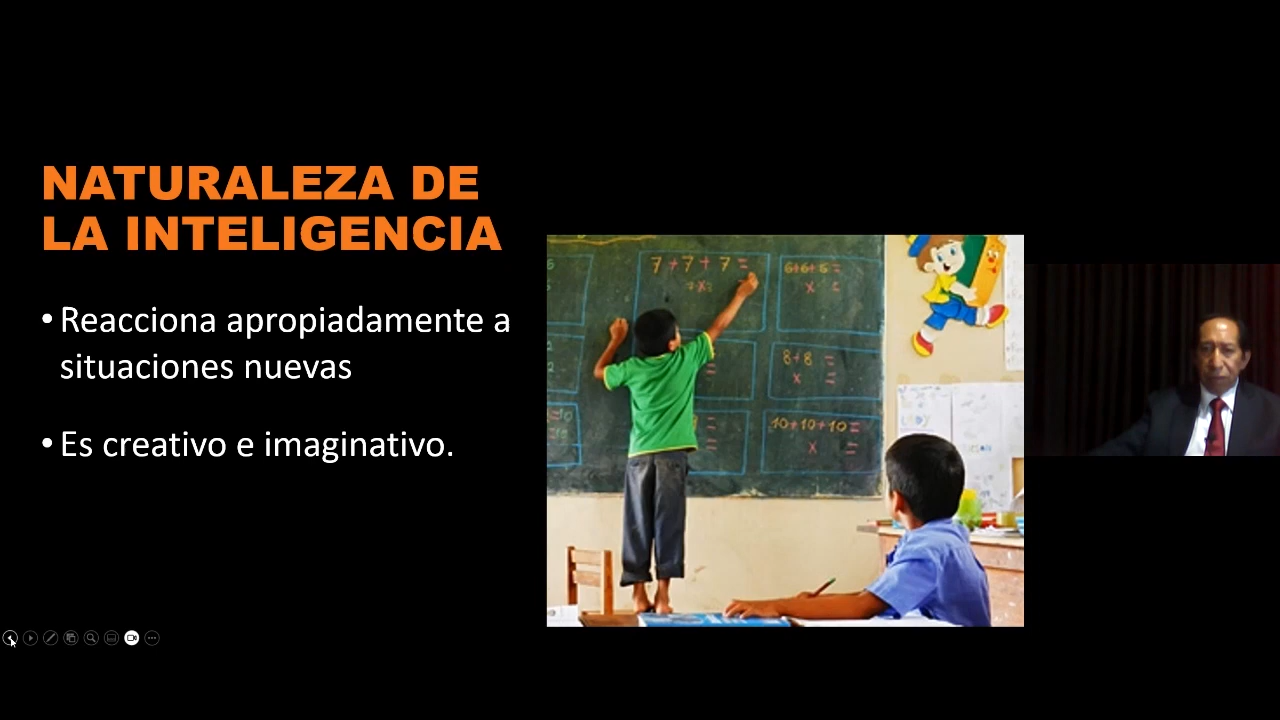 NATURALEZA DE
LA INTELIGENCIA
• Reacciona apropiadamente a
situaciones nuevas
• Es creativo e imaginativo.
7+7+7=
6+6+6=
x
8+8 =
x =
10+10+10=
x =